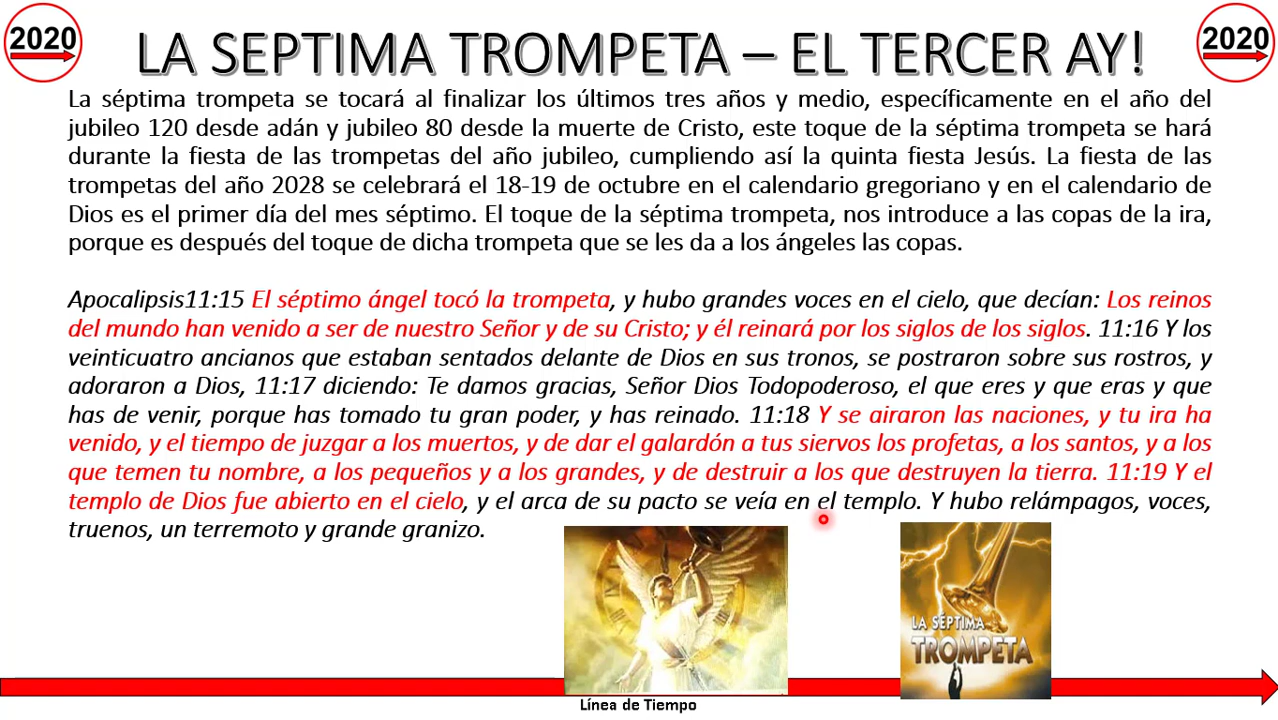 2020
LA SEPTIMA TROMPETA – EL TERCER AY!
2020
La séptima trompeta se tocará al finalizar los últimos tres años y medio, específicamente en el año del
jubileo 120 desde adán y jubileo 80 desde la muerte de Cristo, este toque de la séptima trompeta se hará
durante la fiesta de las trompetas del año jubileo, cumpliendo así la quinta fiesta Jesús. La fiesta de las
trompetas del año 2028 se celebrará el 18-19 de octubre en el calendario gregoriano y en el calendario de
Dios es el primer día del mes séptimo. El toque de la séptima trompeta, nos introduce a las copas de la ira,
porque es después del toque de dicha trompeta que se les da a los ángeles las copas.
Apocalipsis11:15 El séptimo ángel tocó la trompeta, y hubo grandes voces en el cielo, que decían: Los reinos
del mundo han venido a ser de nuestro Señor y de su Cristo; y él reinará por los siglos de los siglos. 11:16 Y los
veinticuatro ancianos que estaban sentados delante de Dios en sus tronos, se postraron sobre sus rostros, y
adoraron a Dios, 11:17 diciendo: Te damos gracias, Señor Dios Todopoderoso, el que eres y que eras y que
has de venir, porque has tomado tu gran poder, y has reinado. 11:18 Y se airaron las naciones, y tu ira ha
venido, y el tiempo de juzgar a los muertos, y de dar el galardón a tus siervos los profetas, a los santos, y a los
que temen tu nombre, a los pequeños y a los grandes, y de destruir a los que destruyen la tierra. 11:19 Y el
templo de Dios fue abierto en el cielo, y el arca de su pacto se veía en el templo. Y hubo relámpagos, voces,
truenos, un terremoto y grande granizo.
LA SÉPTIMA
TROMPETA
Línea de Tiempo